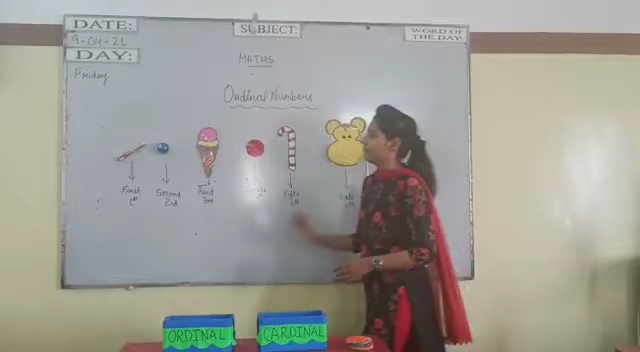 DATE:
SUBJECT:
WORD OF
THE DAY:
9-04-21
MATHS
DAY:
Friday
Ordinal Numbers
First
Second
Third
Fifth
1st
2nd
3rd
5th
ORDINAL
CARDINAL